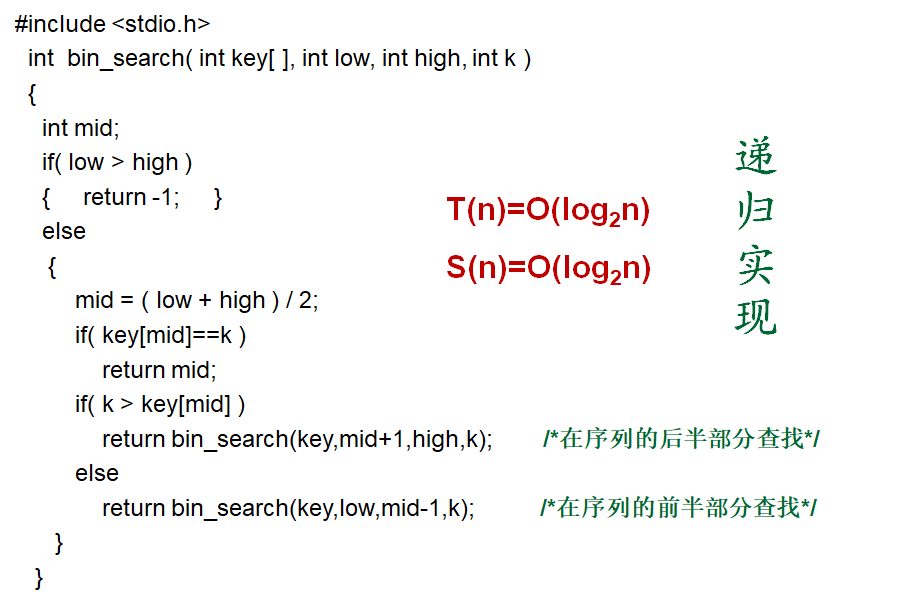 #include <stdio.h>
int bin_search( int key[ ], int low, int high, int k )
{
int mid;
if( low > high )
{ return -1; }
else
{
mid = ( low + high ) / 2;
if( key[mid]==k )
return mid;
if( k > key[mid] )
return bin_search(key,mid+1,high,k); /*在序列的后半部分查找*/
else
return bin_search(key,low,mid-1,k); /*在序列的前半部分查找*/
}
}
T(n)=O(log₂n)
S(n)=O(log₂n)
递归实现